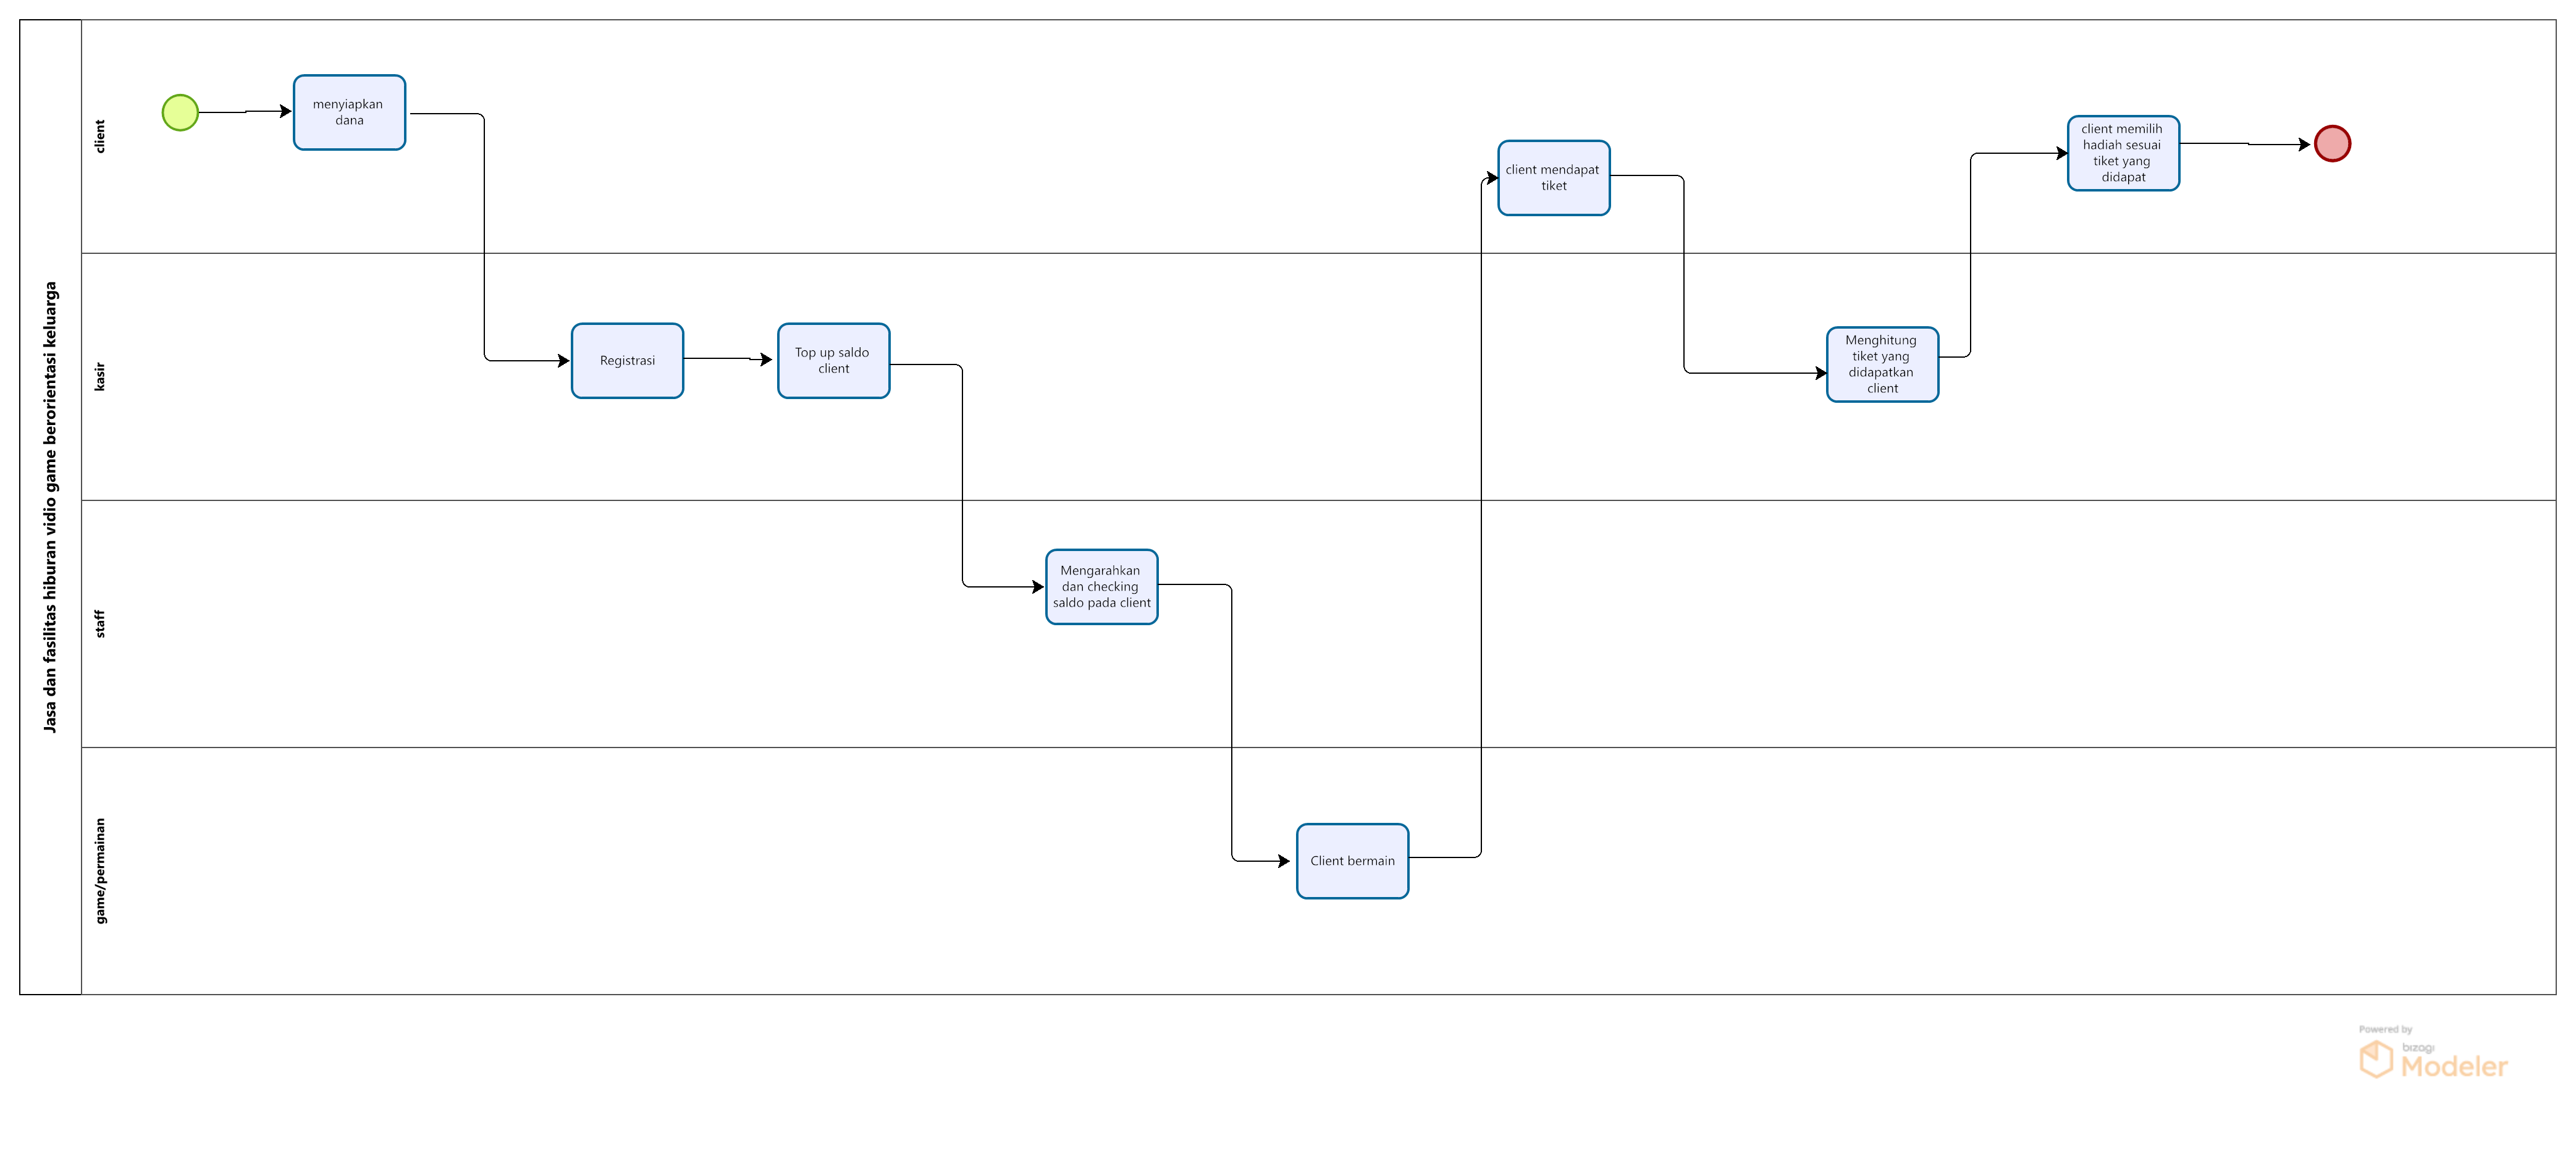 Jasa dan fasilitas hiburan vidio game berorientasi keluarga
client
menyiapkan
dana
client mendapat
tiket
client memilih
hadiah sesuai
tiket yang
didapat
kasir
Registrasi
Top up saldo
client
Menghitung
tiket yang
didapatkan
client
staff
Mengarahkan
dan checking
saldo pada client
game/permainan
Client bermain
Powered by
bizagi
Modeler